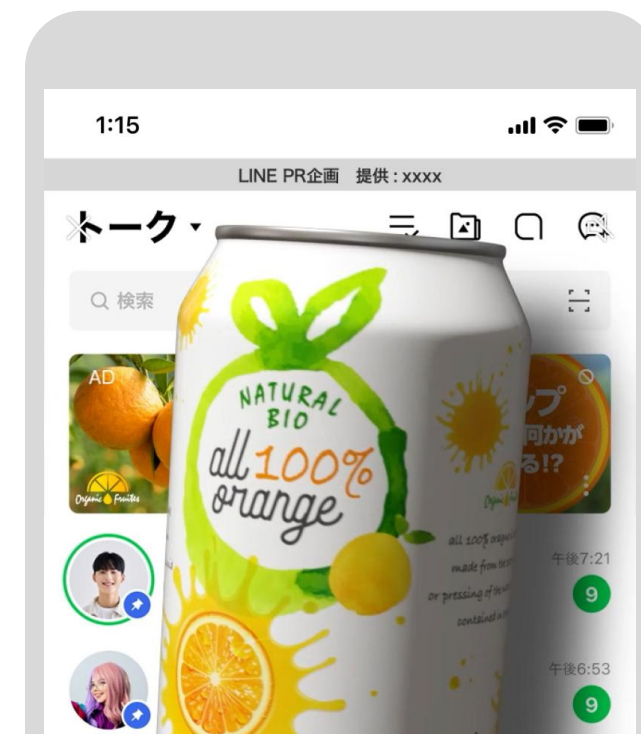 1:15
LINE PR企画 提供 : xxxx
トーク
検索
AD
ップ
何かが
る!?
Organic Fruites
NATURAL
BIO
all 100%
orange
all 100%
made from
or pressing of the
contained
午後7:21
9
午後6:53
9